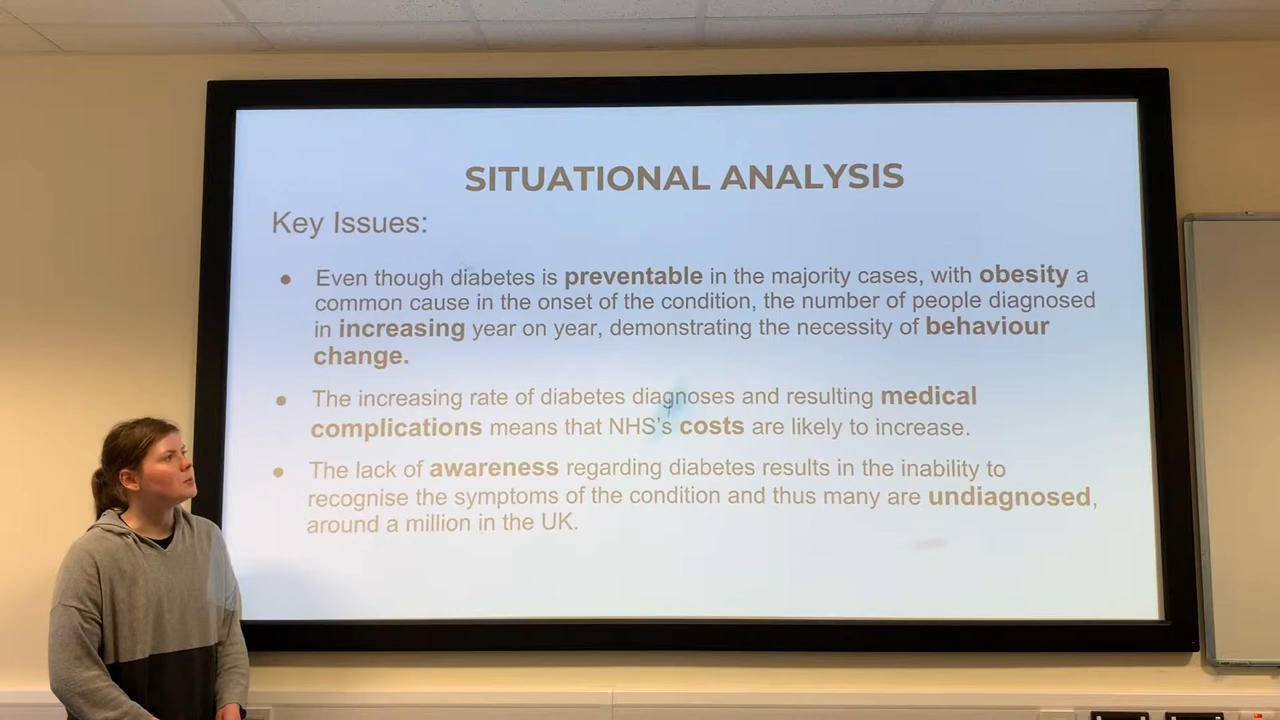 SITUATIONAL ANALYSIS
Key Issues:
● Even though diabetes is preventable in the majority cases, with obesity a
common cause in the onset of the condition, the number of people diagnosed
in increasing year on year, demonstrating the necessity of behaviour
change.
● The increasing rate of diabetes diagnoses and resulting medical
complications means that NHS's costs are likely to increase.
● The lack of awareness regarding diabetes results in the inability to
recognise the symptoms of the condition and thus many are undiagnosed,
around a million in the UK.